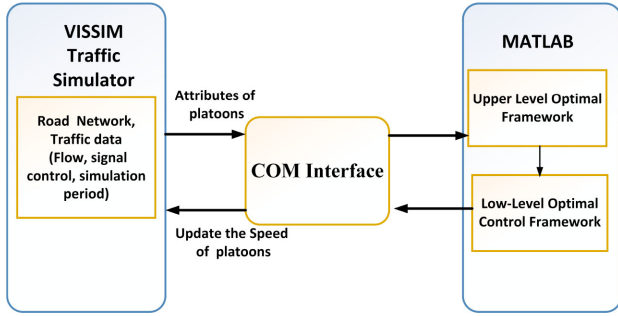 VISSIM
Traffic
Simulator
Road Network,
Traffic data
(Flow, signal
control, simulation
period)
Attributes of
platoons
COM Interface
Update the Speed
of platoons
MATLAB
Upper Level Optimal
Framework
Low-Level Optimal
Control Framework